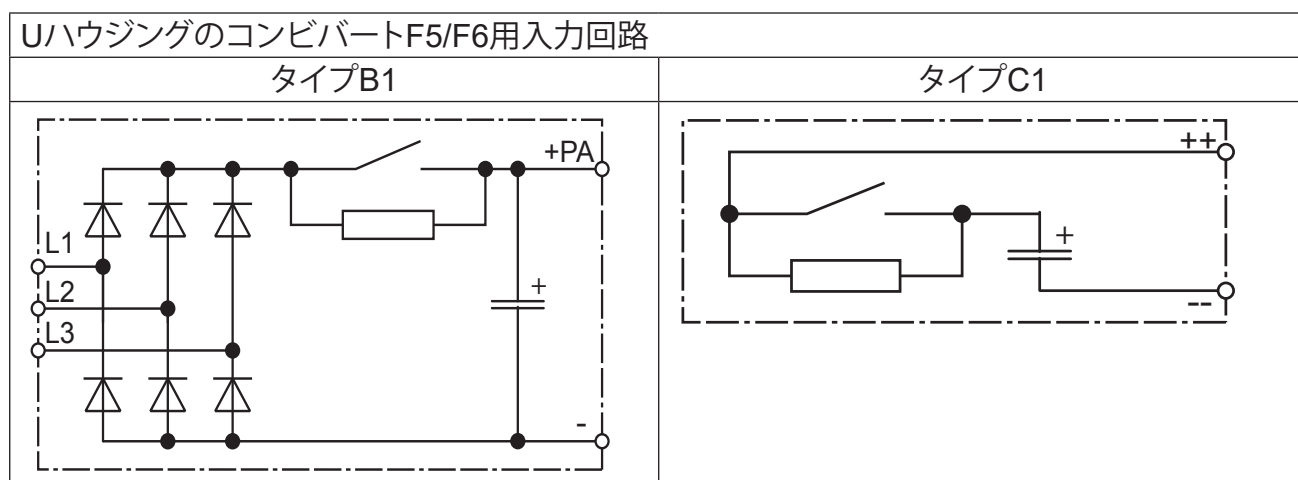 UハウジングのコンビバートF5/F6用入力回路
タイプB1
タイプC1
+PA
L1
L2
L3
+
-
++
+
--